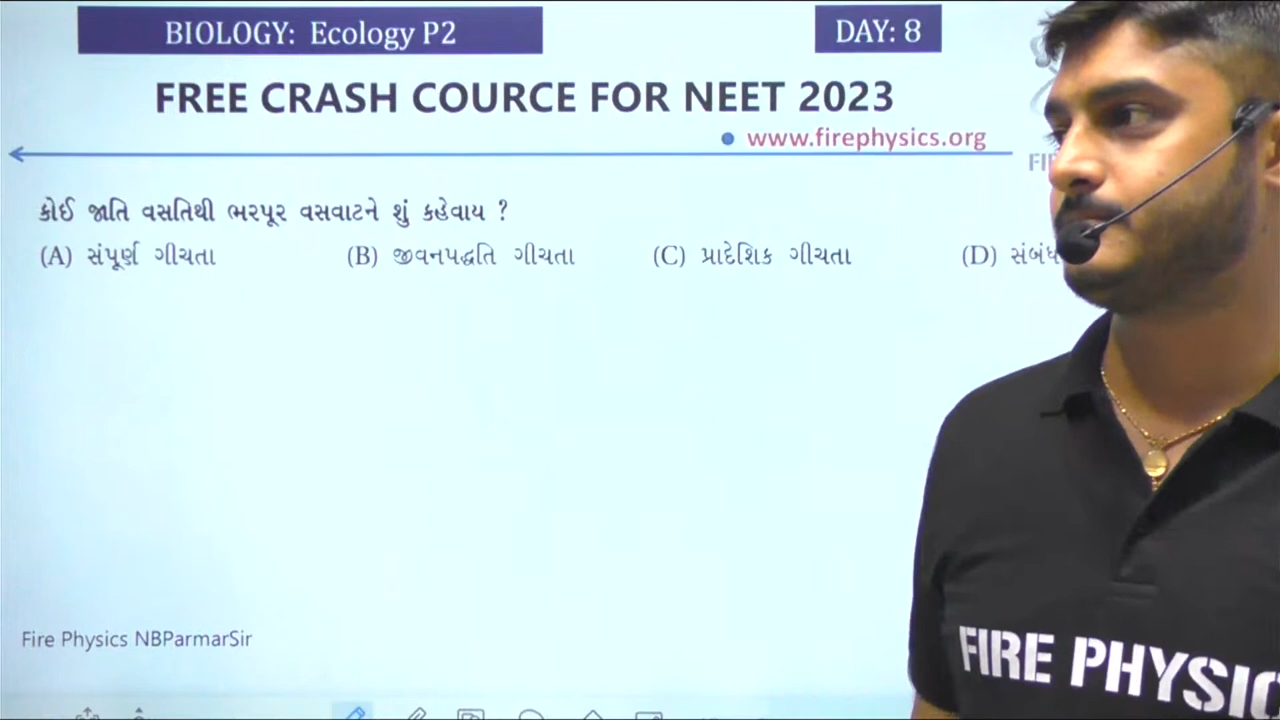 BIOLOGY: Ecology P2
DAY: 8
FREE CRASH COURCE FOR NEET 2023
www.firephysics.org
કોઈ જાતિ વસતિથી ભરપૂર વસવાટને શું કહેવાય ?
(A) સંપૂર્ણ ગીચતા (B) જીવનપદ્ધતિ ગીચતા (C) પ્રાદેશિક ગીચતા (D)
Fire Physics NBParmarSir
FIRE PHYSIC